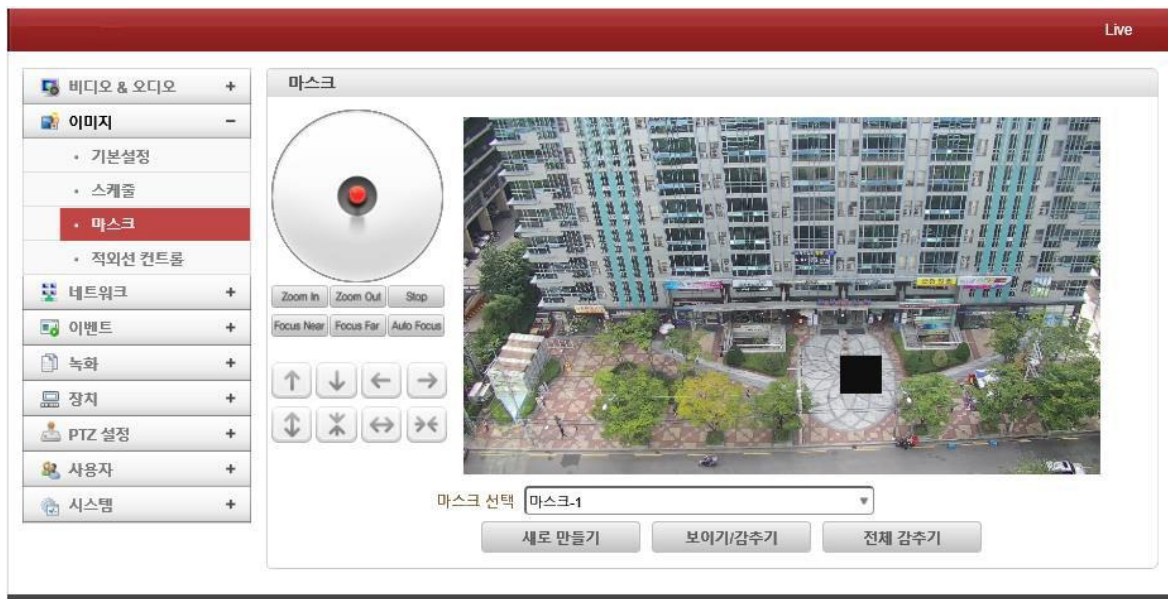 Live
비디오 & 오디오 +
이미지 -
• 기본설정
• 스케줄
• 마스크
• 적외선 컨트롤
네트워크 +
이벤트 +
녹화 +
장치 +
PTZ 설정 +
사용자 +
시스템 +
마스크
Zoom In Zoom Out Stop
Focus Near Focus Far Auto Focus
마스크 선택 마스크-1
새로 만들기 보이기/감추기 전체 감추기